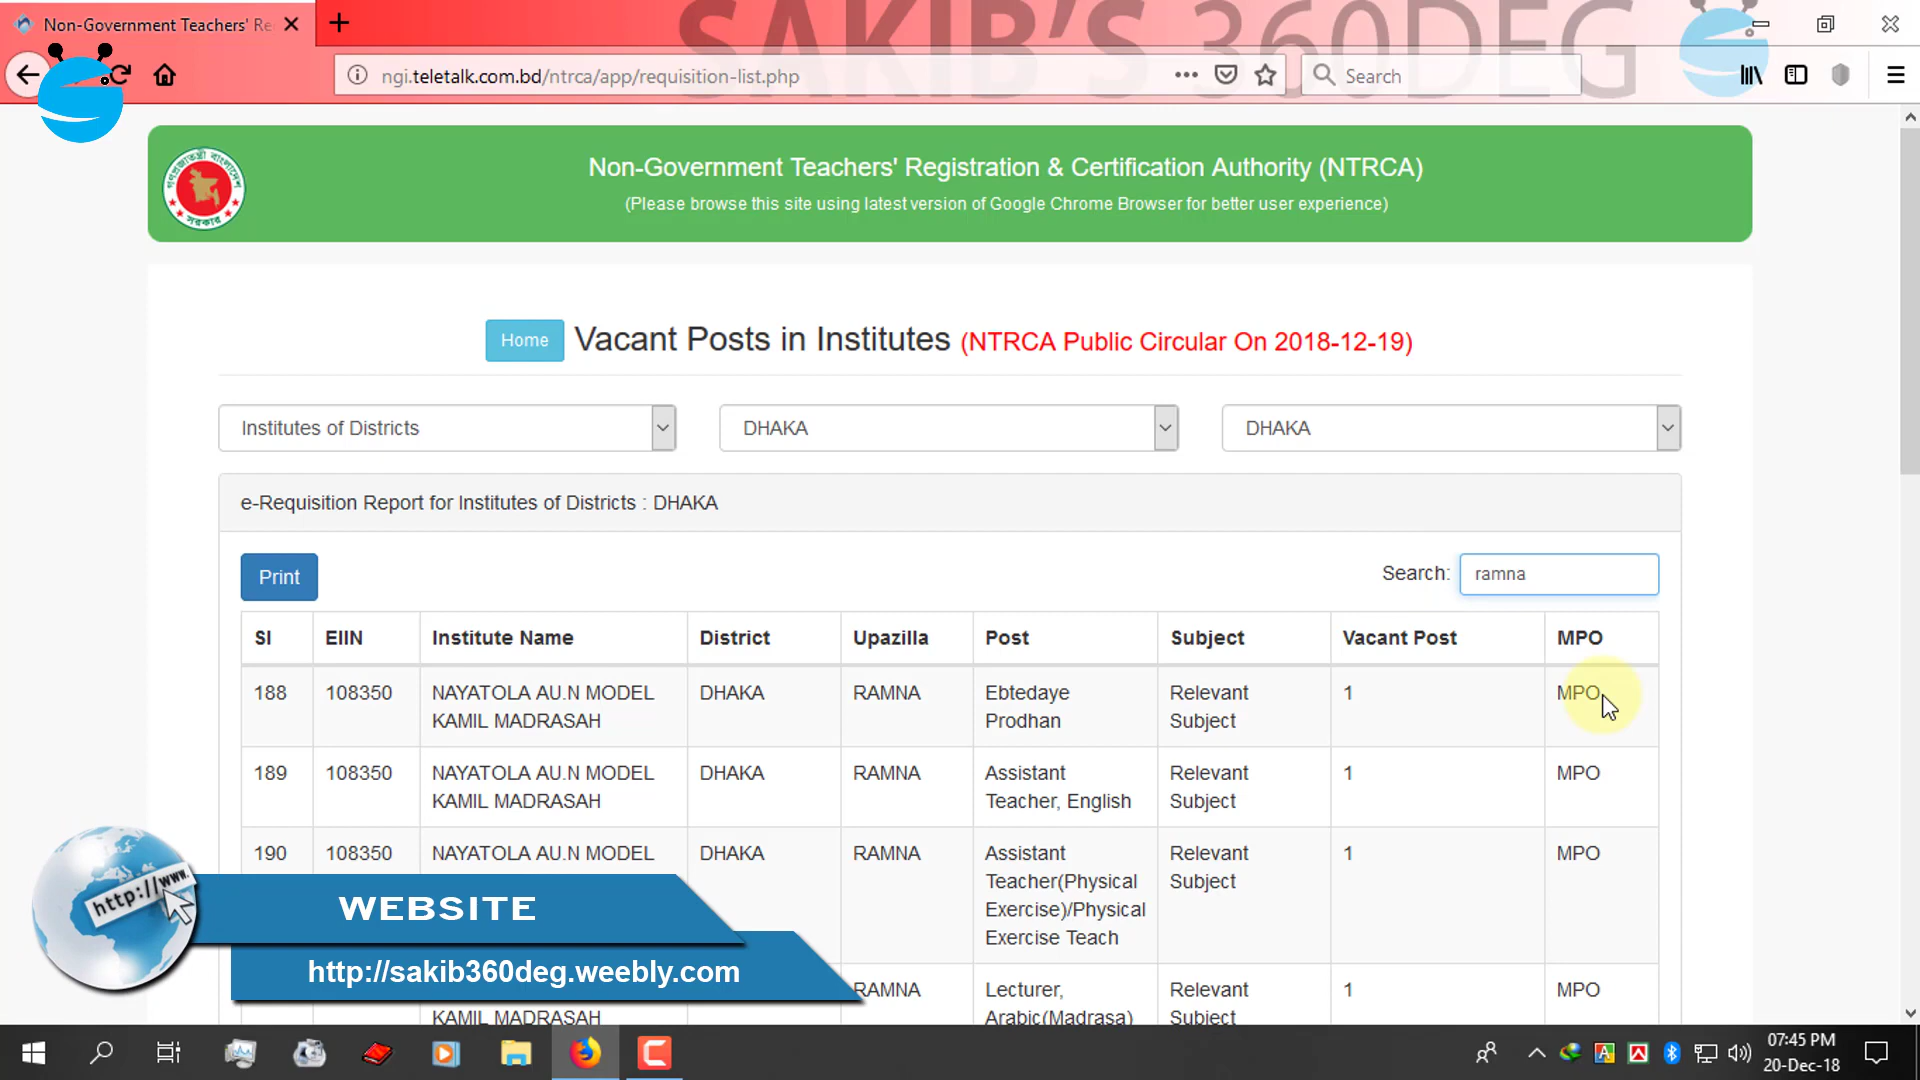 Non-Government Teachers' Re
SAKIB'S 360DEG
ngi.teletalk.com.bd/ntrca/app/requisition-list.php
Search
Non-Government Teachers' Registration & Certification Authority (NTRCA)
(Please browse this site using latest version of Google Chrome Browser for better user experience)
Home Vacant Posts in Institutes (NTRCA Public Circular On 2018-12-19)
Institutes of Districts DHAKA DHAKA
e-Requisition Report for Institutes of Districts : DHAKA
Print Search: ramna
Sl EIIN Institute Name District Upazilla Post Subject Vacant Post MPO
188 108350 NAYATOLA AU.N MODEL DHAKA RAMNA Ebtedaye Relevant 1 MPO
KAMIL MADRASAH Prodhan Subject
189 108350 NAYATOLA AU.N MODEL DHAKA RAMNA Assistant Relevant 1 MPO
KAMIL MADRASAH Teacher, English Subject
190 108350 NAYATOLA AU.N MODEL DHAKA RAMNA Assistant Relevant 1 MPO
Teacher(Physical Subject
Exercise)/Physical
Exercise Teach
RAMNA Lecturer, Relevant 1 MPO
KAMIL MADRASAH Arabic(Madrasa) Subject
http://www.
WEBSITE
http://sakib360deg.weebly.com
07:45 PM
20-Dec-18